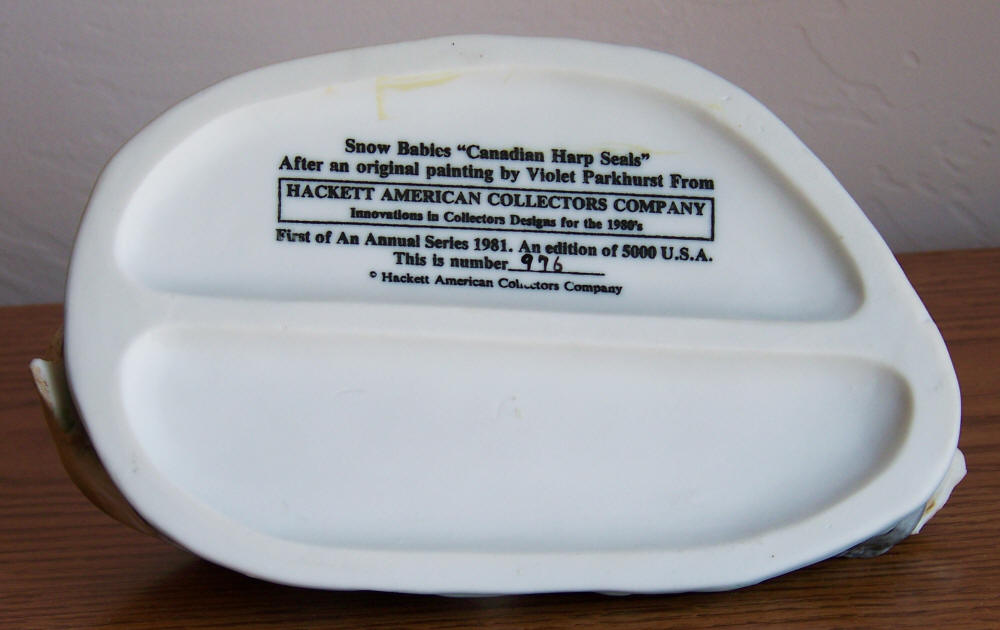 Snow Babies "Canadian Harp Seals"
After an original painting by Violet Parkhurst From
HACKETT AMERICAN COLLECTORS COMPANY
Innovations in Collectors Designs for the 1980's
First of An Annual Series 1981. An edition of 5000 U.S.A.
This is number 976
© Hackett American Collectors Company